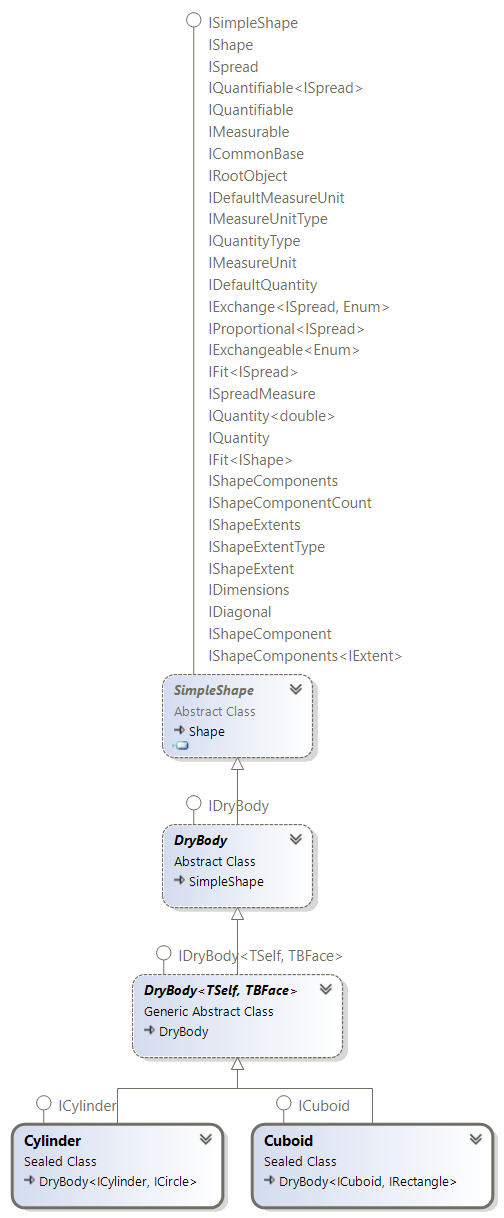 ISimpleShape
IShape
ISpread
IQuantifiable<ISpread>
IQuantifiable
IMeasurable
ICommonBase
IRootObject
IDefaultMeasureUnit
IMeasureUnitType
IQuantityType
IMeasureUnit
IDefaultQuantity
IExchange<ISpread, Enum>
IProportional<ISpread>
IExchangeable<Enum>
IFit<ISpread>
ISpreadMeasure
IQuantity<double>
IQuantity
IFit<IShape>
IShapeComponents
IShapeComponentCount
IShapeExtents
IShapeExtentType
IShapeExtent
IDimensions
IDiagonal
IShapeComponent
IShapeComponents<IExtent>
SimpleShape
Abstract Class
Shape
IDryBody
DryBody
Abstract Class
SimpleShape
IDryBody<TSelf, TBFace>
DryBody<TSelf, TBFace>
Generic Abstract Class
DryBody
ICylinder
Cylinder
Sealed Class
DryBody<ICylinder, ICircle>
ICuboid
Cuboid
Sealed Class
DryBody<ICuboid, IRectangle>